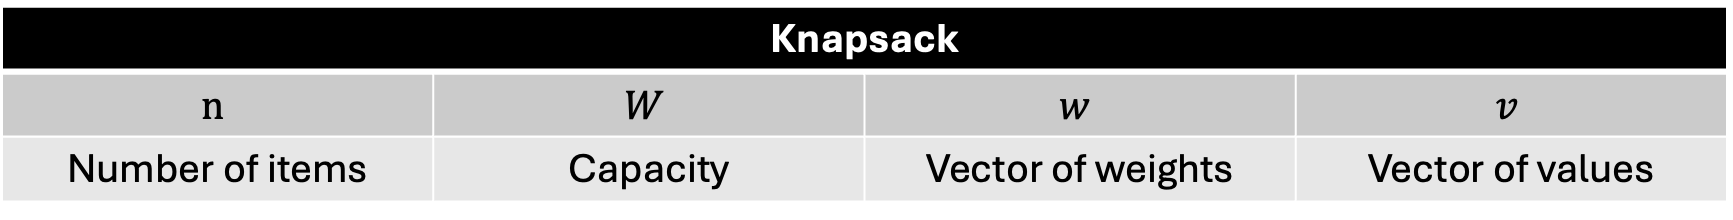 Knapsack
n W w v
Number of items Capacity Vector of weights Vector of values